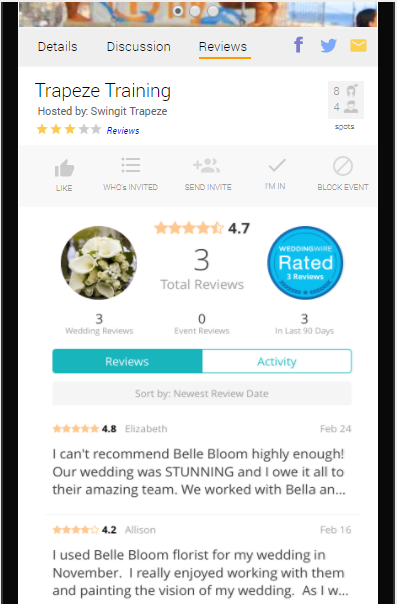 Details Discussion Reviews
Trapeze Training
Hosted by: Swingit Trapeze
Reviews
8
4
spots
LIKE WHO's INVITED SEND INVITE I'M IN BLOCK EVENT
4.7
3
Total Reviews
WEDDINGWIRE
Rated
3 Reviews
3 0 3
Wedding Reviews Event Reviews In Last 90 Days
Reviews Activity
Sort by: Newest Review Date
4.8 Elizabeth Feb 24
I can't recommend Belle Bloom highly enough!
Our wedding was STUNNING and I owe it all to
their amazing team. We worked with Bella an...
4.2 Allison Feb 16
I used Belle Bloom florist for my wedding in
November. I really enjoyed working with them
and painting the vision of my wedding. As I w...